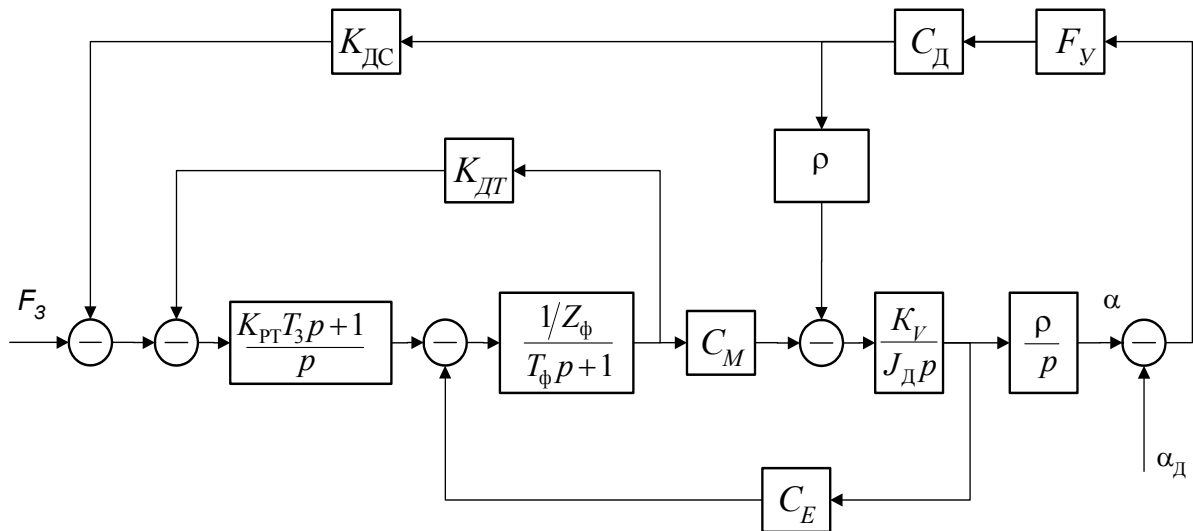 K_ДС
C_Д
F_У
ρ
K_ДТ
F_З
−
−
K_РТ T_З p + 1 / p
−
1/Z_ф / T_ф p + 1
C_M
−
K_V / J_Д p
ρ / p
α
−
α_Д
C_E